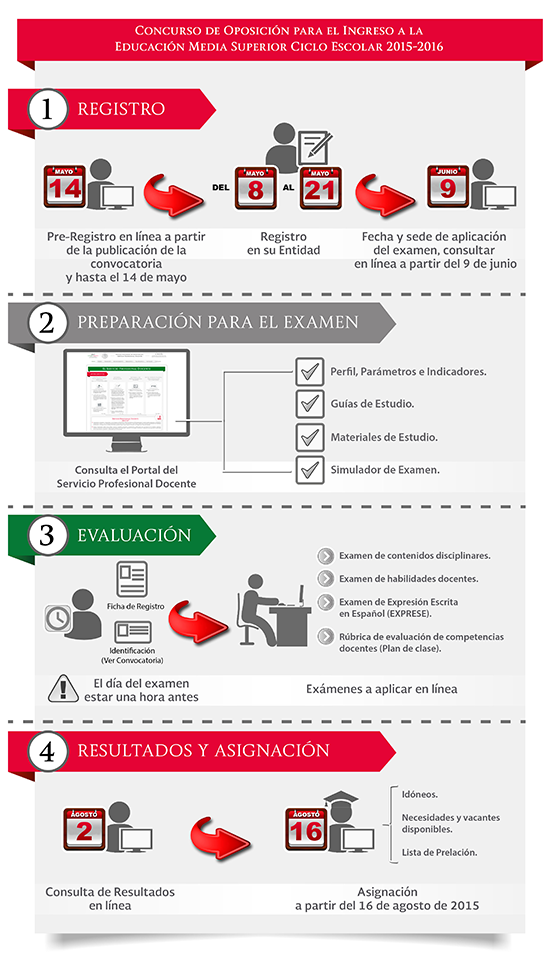 Concurso de Oposición para el Ingreso a la
Educación Media Superior Ciclo Escolar 2015-2016
1 REGISTRO
MAYO
14
Pre-Registro en línea a partir
de la publicación de la
convocatoria
y hasta el 14 de mayo
DEL
MAYO
8
AL
MAYO
21
Registro
en su Entidad
JUNIO
9
Fecha y sede de aplicación
del examen, consultar
en línea a partir del 9 de junio
2 PREPARACIÓN PARA EL EXAMEN
Consulta el Portal del
Servicio Profesional Docente
Perfil, Parámetros e Indicadores.
Guías de Estudio.
Materiales de Estudio.
Simulador de Examen.
3 EVALUACIÓN
Ficha de Registro
Identificación
(Ver Convocatoria)
El día del examen
estar una hora antes
Examen de contenidos disciplinares.
Examen de habilidades docentes.
Examen de Expresión Escrita
en Español (EXPRESE).
Rúbrica de evaluación de competencias
docentes (Plan de clase).
Exámenes a aplicar en línea
4 RESULTADOS Y ASIGNACIÓN
AGOSTO
2
Consulta de Resultados
en línea
AGOSTO
16
Asignación
a partir del 16 de agosto de 2015
Idóneos.
Necesidades y vacantes
disponibles.
Lista de Prelación.